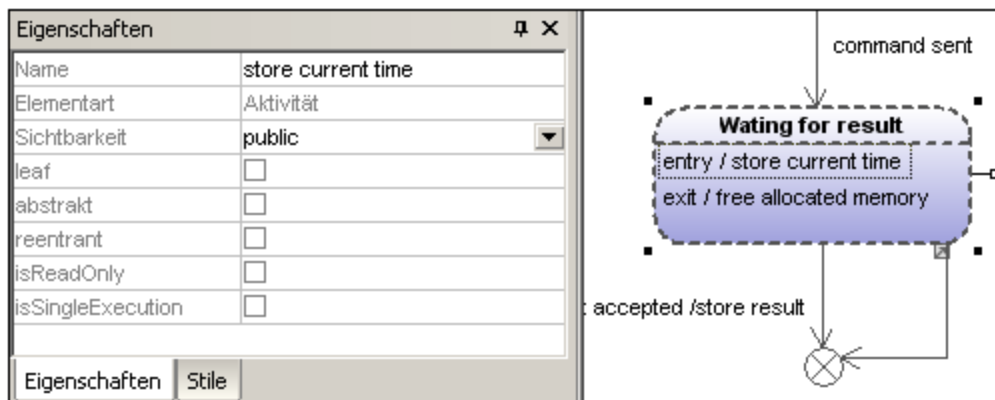 Eigenschaften
Name store current time
Elementart Aktivität
Sichtbarkeit public
leaf
abstrakt
reentrant
isReadOnly
isSingleExecution
Eigenschaften Stile
command sent
Wating for result
entry / store current time
exit / free allocated memory
accepted /store result